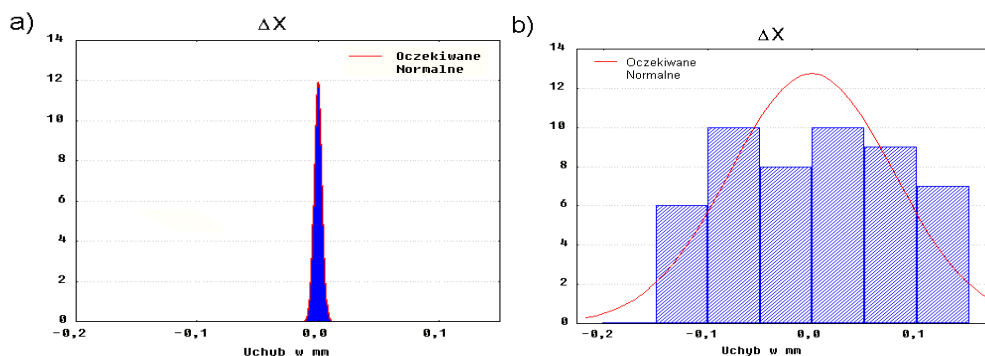 a)
ΔX
Oczekiwane
Normalne
14
12
10
8
6
4
2
0
-0,2
-0,1
0,0
0,1
Uchyb w mm
b)
ΔX
Oczekiwane
Normalne
14
12
10
8
6
4
2
0
-0,2
-0,1
0,0
0,1
Uchyb w mm